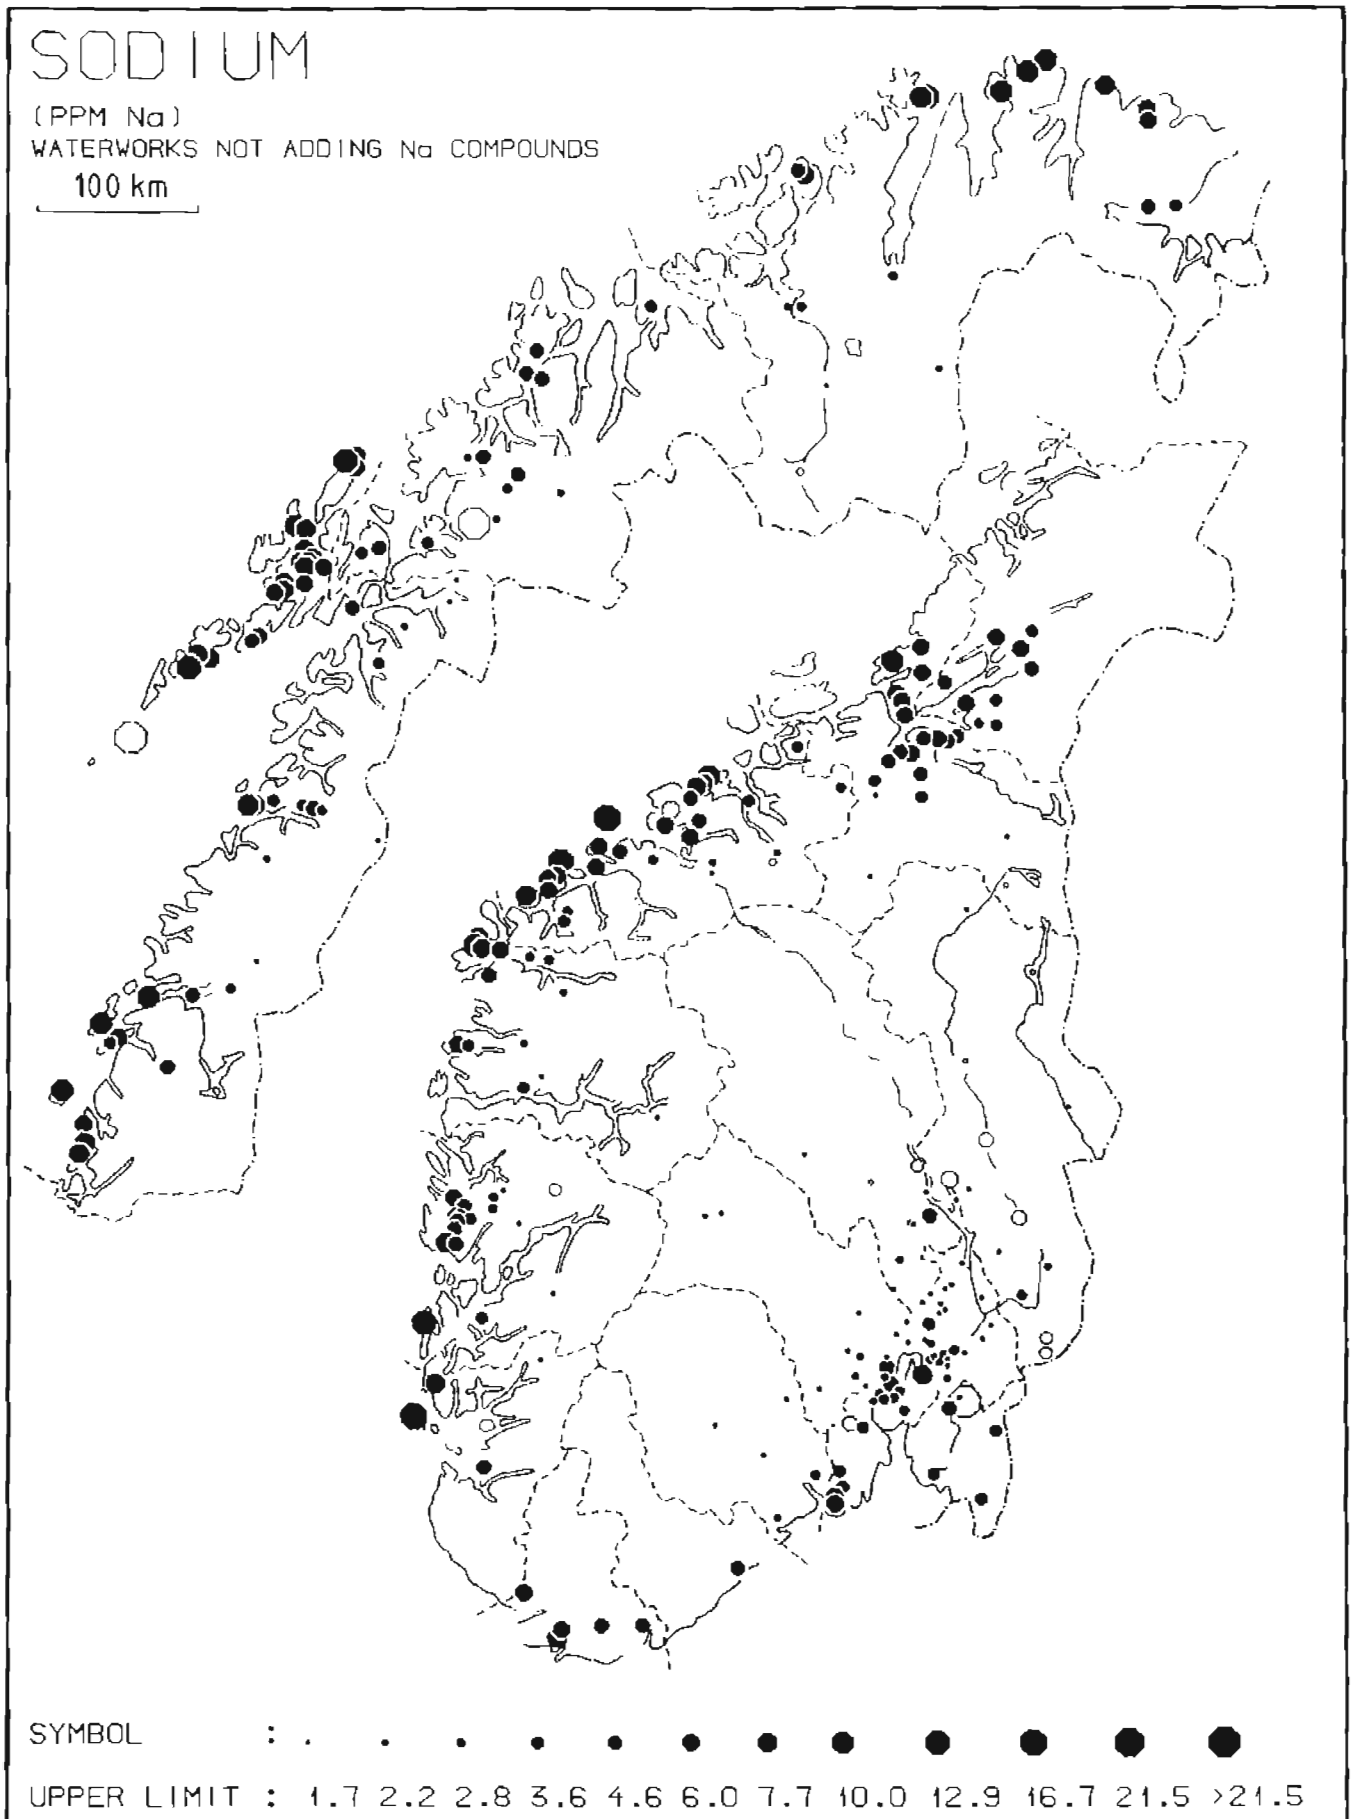 SODIUM
(PPM Na)
WATERWORKS NOT ADDING Na COMPOUNDS
100 km
SYMBOL :
UPPER LIMIT : 1.7 2.2 2.8 3.6 4.6 6.0 7.7 10.0 12.9 16.7 21.5 >21.5